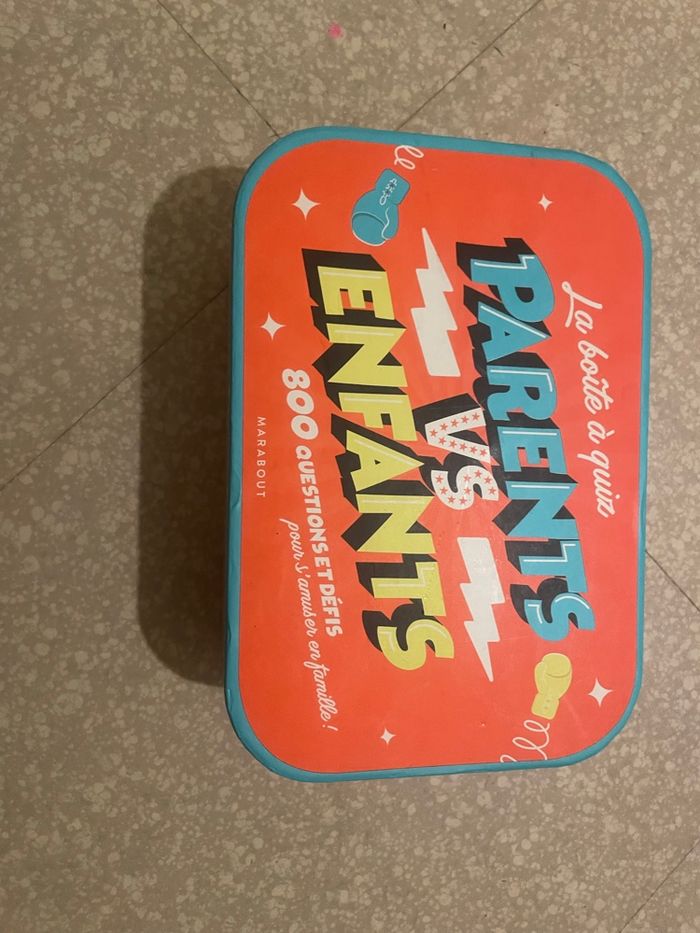 La boîte à quiz
PARENTS
VS
ENFANTS
800 QUESTIONS ET DÉFIS
pour s'amuser en famille !
MARABOUT